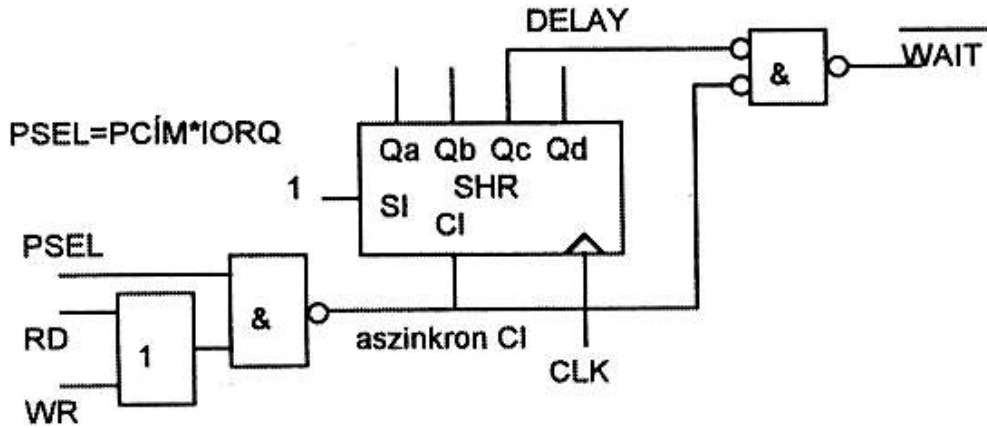 DELAY
WAIT
&
PSEL=PCÍM*IORQ
Qa Qb Qc Qd
1
SHR
SI
CI
PSEL
&
RD
1
aszinkron CI
CLK
WR